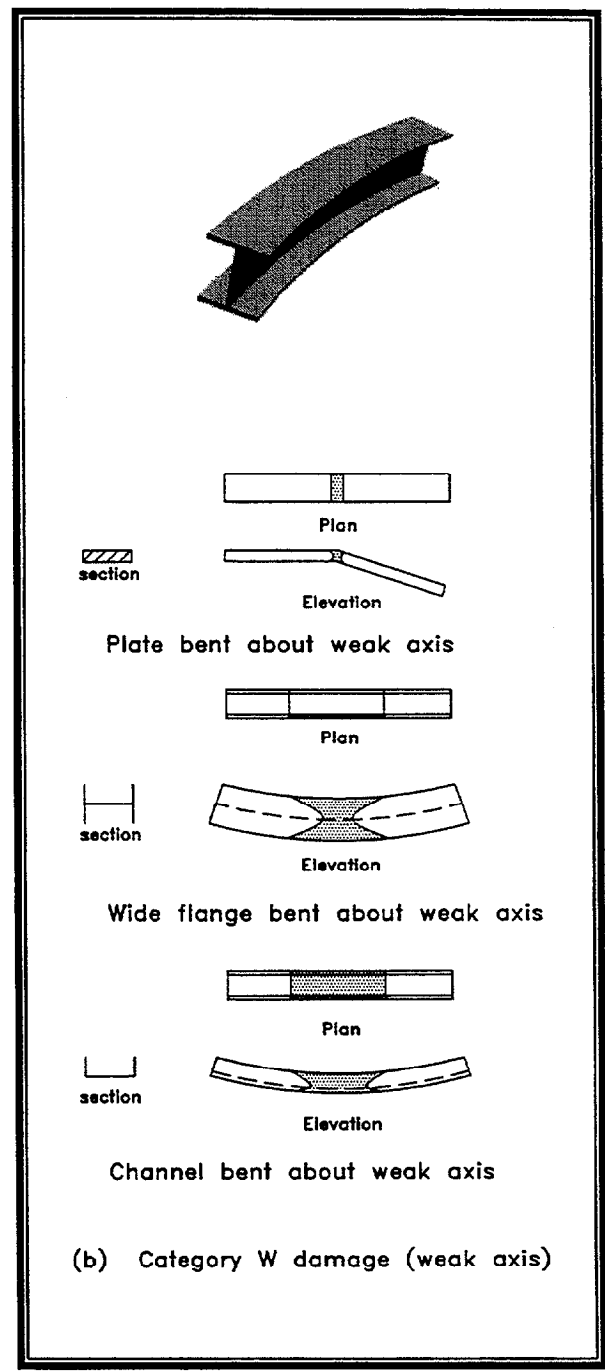 Plan
section
Elevation
Plate bent about weak axis
Plan
section
Elevation
Wide flange bent about weak axis
Plan
section
Elevation
Channel bent about weak axis
(b) Category W damage (weak axis)